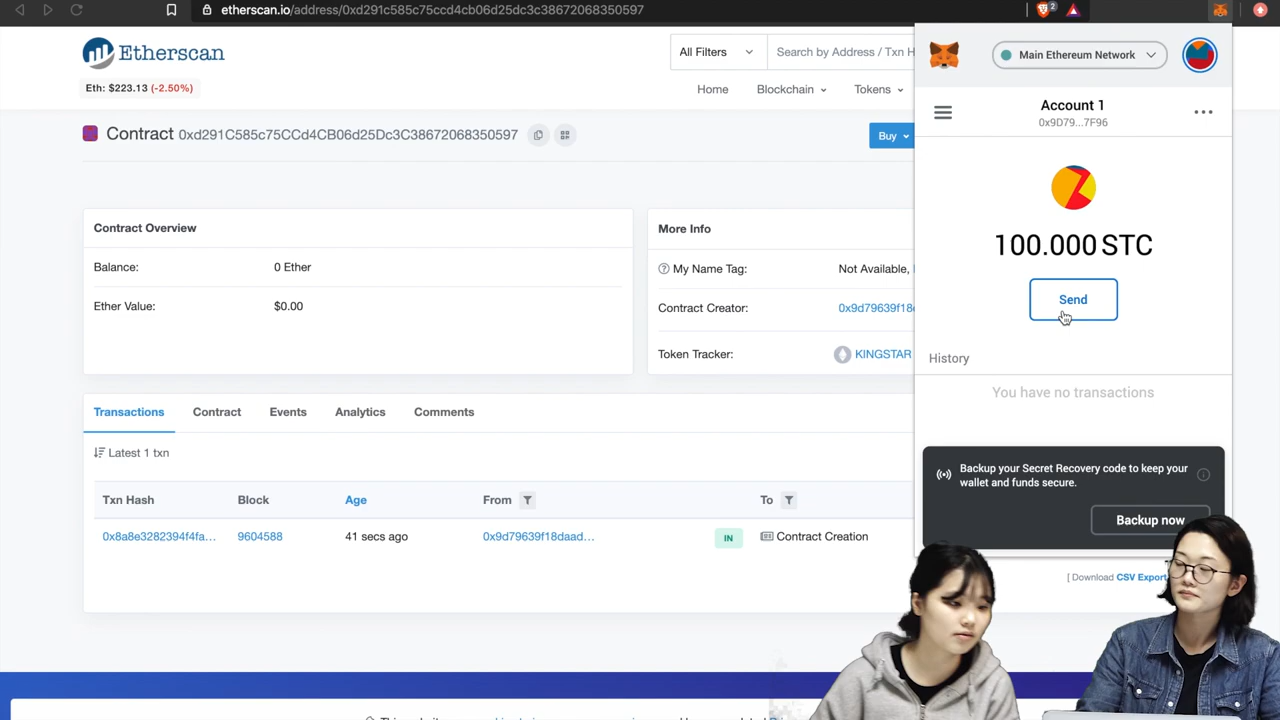 etherscan.io/address/0xd291c585c75ccd4cb06d25dc3c38672068350597
2
Etherscan
All Filters
Search by Address / Txn H
Eth: $223.13 (-2.50%)
Home
Blockchain
Tokens
Contract 0xd291C585c75CCd4CB06d25Dc3C38672068350597
Buy
Contract Overview
Balance:
0 Ether
Ether Value:
$0.00
More Info
My Name Tag:
Not Available,
Contract Creator:
0x9d79639f18
Token Tracker:
KINGSTAR
Transactions
Contract
Events
Analytics
Comments
Latest 1 txn
Txn Hash
Block
Age
From
To
0x8a8e3282394f4fa...
9604588
41 secs ago
0x9d79639f18daad...
IN
Contract Creation
[ Download CSV Export
Main Ethereum Network
Account 1
0x9D79...7F96
100.000 STC
Send
History
You have no transactions
Backup your Secret Recovery code to keep your
wallet and funds secure.
Backup now